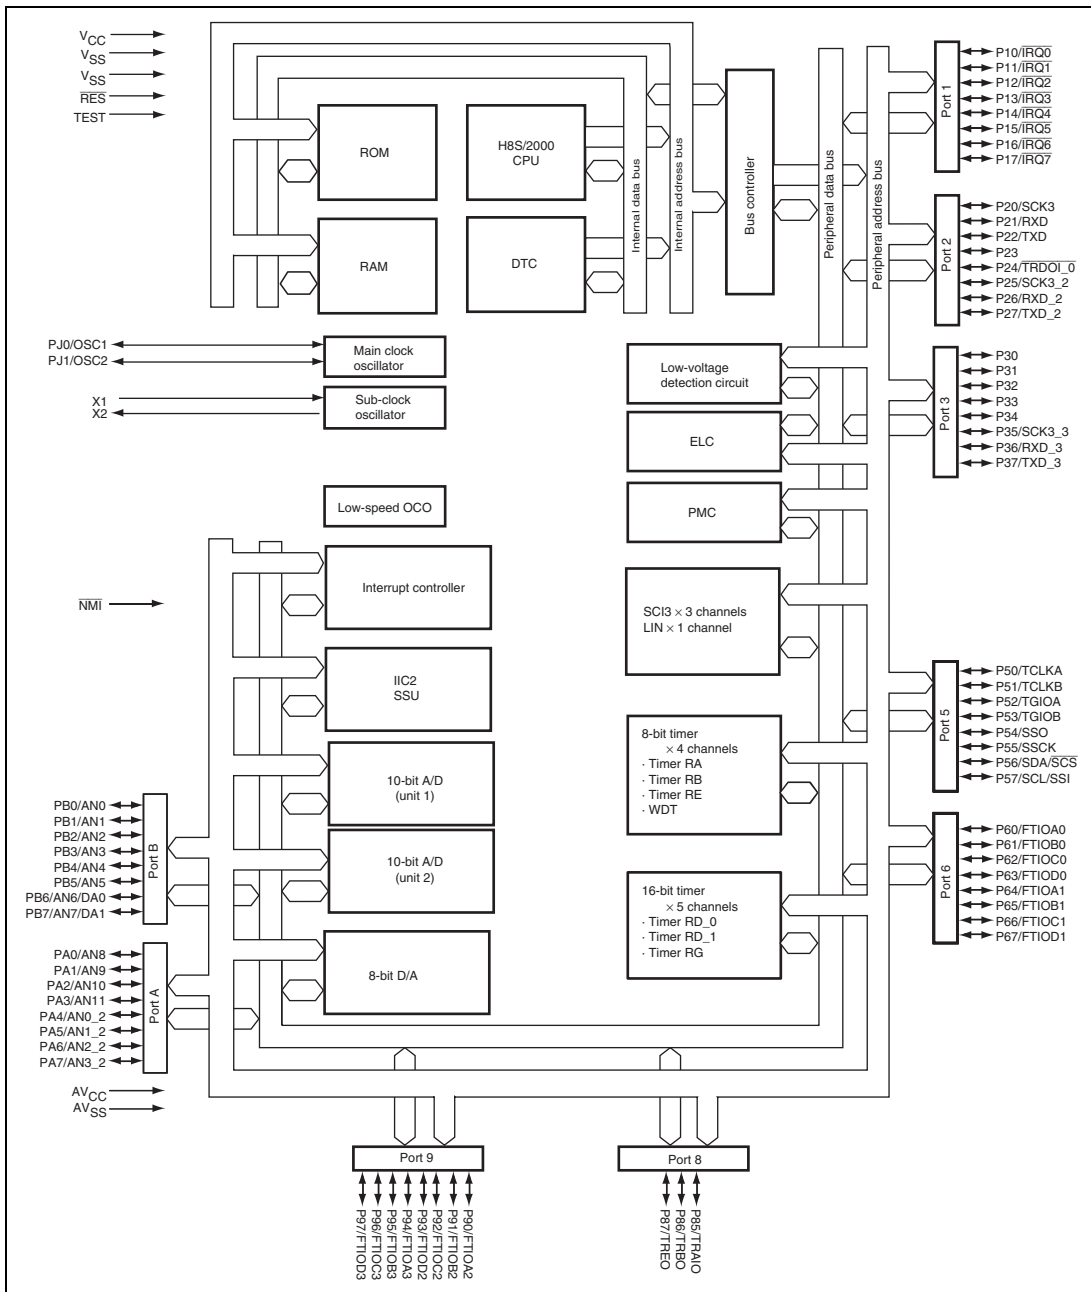 VCC
VSS
VSS
RES
TEST
ROM
H8S/2000
CPU
RAM
DTC
Internal data bus
Internal address bus
Bus controller
Peripheral data bus
Peripheral address bus
Port 1
P10/IRQ0
P11/IRQ1
P12/IRQ2
P13/IRQ3
P14/IRQ4
P15/IRQ5
P16/IRQ6
P17/IRQ7
Port 2
P20/SCK3
P21/RXD
P22/TXD
P23
P24/TRDOI_0
P25/SCK3_2
P26/RXD_2
P27/TXD_2
PJ0/OSC1
PJ1/OSC2
Main clock
oscillator
X1
X2
Sub-clock
oscillator
Low-voltage
detection circuit
ELC
PMC
Port 3
P30
P31
P32
P33
P34
P35/SCK3_3
P36/RXD_3
P37/TXD_3
Low-speed OCO
NMI
Interrupt controller
SCI3 × 3 channels
LIN × 1 channel
IIC2
SSU
Port 5
P50/TCLKA
P51/TCLKB
P52/TGIOA
P53/TGIOB
P54/SSO
P55/SSCK
P56/SDA/SCS
P57/SCL/SSI
10-bit A/D
(unit 1)
8-bit timer
× 4 channels
· Timer RA
· Timer RB
· Timer RE
· WDT
PB0/AN0
PB1/AN1
PB2/AN2
PB3/AN3
PB4/AN4
PB5/AN5
PB6/AN6/DA0
PB7/AN7/DA1
Port B
10-bit A/D
(unit 2)
16-bit timer
× 5 channels
· Timer RD_0
· Timer RD_1
· Timer RG
Port 6
P60/FTIOA0
P61/FTIOB0
P62/FTIOC0
P63/FTIOD0
P64/FTIOA1
P65/FTIOB1
P66/FTIOC1
P67/FTIOD1
PA0/AN8
PA1/AN9
PA2/AN10
PA3/AN11
PA4/AN0_2
PA5/AN1_2
PA6/AN2_2
PA7/AN3_2
Port A
8-bit D/A
AVCC
AVSS
Port 9
P97/FTIOD3
P96/FTIOC3
P95/FTIOB3
P94/FTIOA3
P93/FTIOD2
P92/FTIOC2
P91/FTIOB2
P90/FTIOA2
Port 8
P87/TREO
P86/TRBO
P85/TRAIO